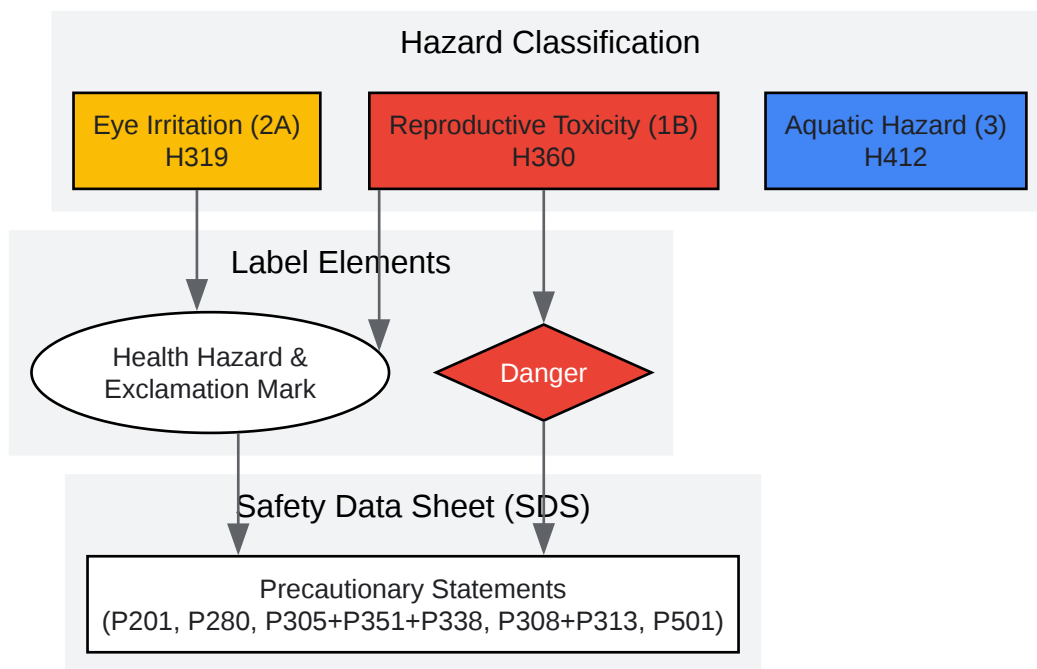 Hazard Classification
Eye Irritation (2A)
H319
Reproductive Toxicity (1B)
H360
Aquatic Hazard (3)
H412
Label Elements
Health Hazard &
Exclamation Mark
Danger
Safety Data Sheet (SDS)
Precautionary Statements
(P201, P280, P305+P351+P338, P308+P313, P501)